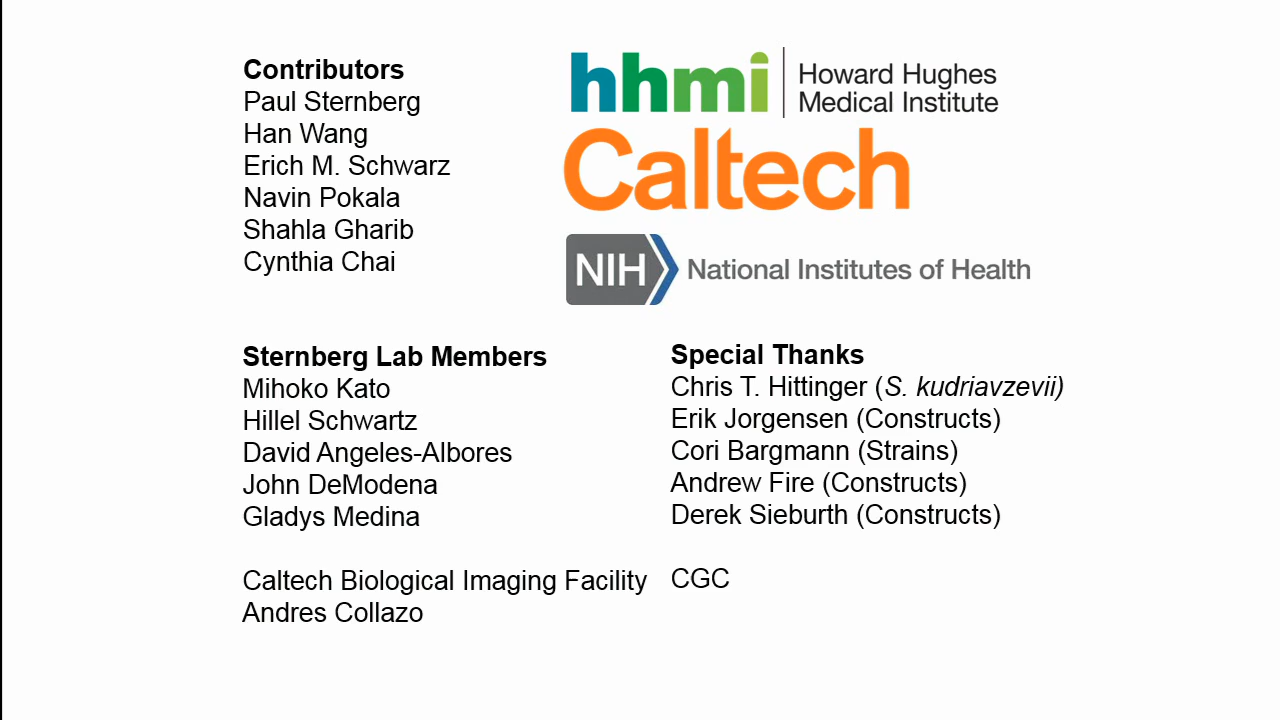 Contributors
Paul Sternberg
Han Wang
Erich M. Schwarz
Navin Pokala
Shahla Gharib
Cynthia Chai
hhmi
Howard Hughes
Medical Institute
Caltech
NIH National Institutes of Health
Sternberg Lab Members
Mihoko Kato
Hillel Schwartz
David Angeles-Albores
John DeModena
Gladys Medina
Caltech Biological Imaging Facility
Andres Collazo
Special Thanks
Chris T. Hittinger (S. kudriavzevii)
Erik Jorgensen (Constructs)
Cori Bargmann (Strains)
Andrew Fire (Constructs)
Derek Sieburth (Constructs)
CGC